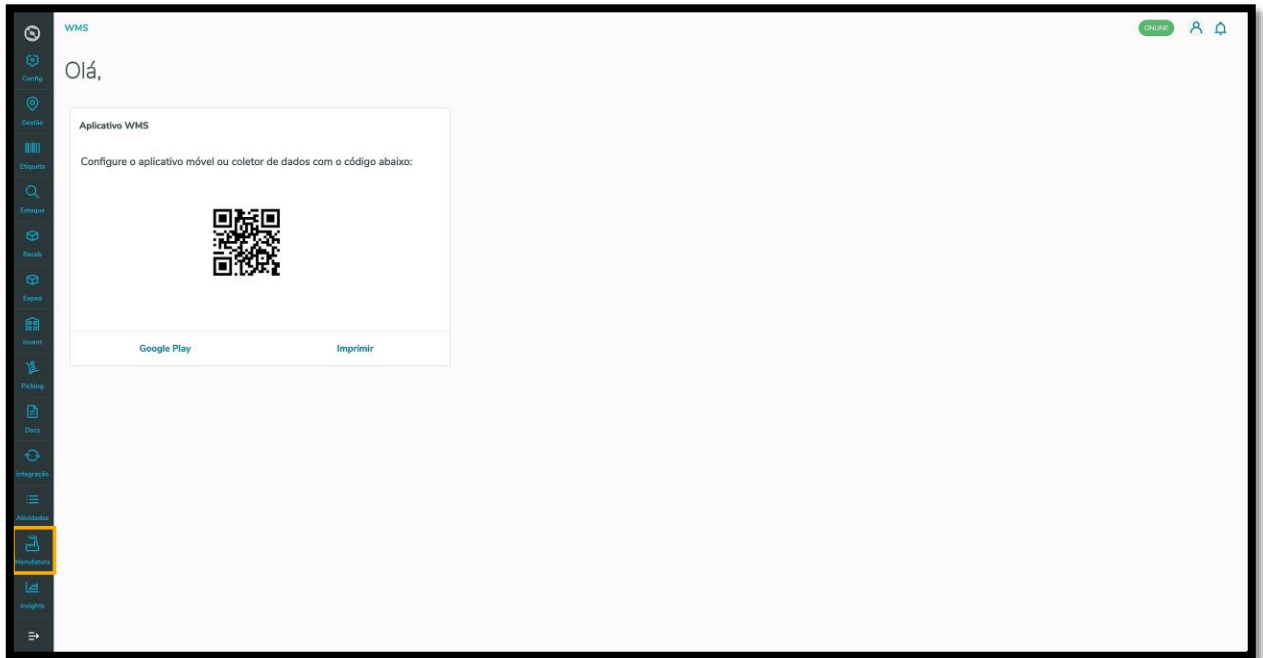 WMS
ONLINE
Olá,
Config
Gestão
Etiqueta
Estoque
Receb
Exped
Invent
Picking
Docs
Integração
Atividades
Manufatura
Insights
Aplicativo WMS
Configure o aplicativo móvel ou coletor de dados com o código abaixo:
Google Play
Imprimir